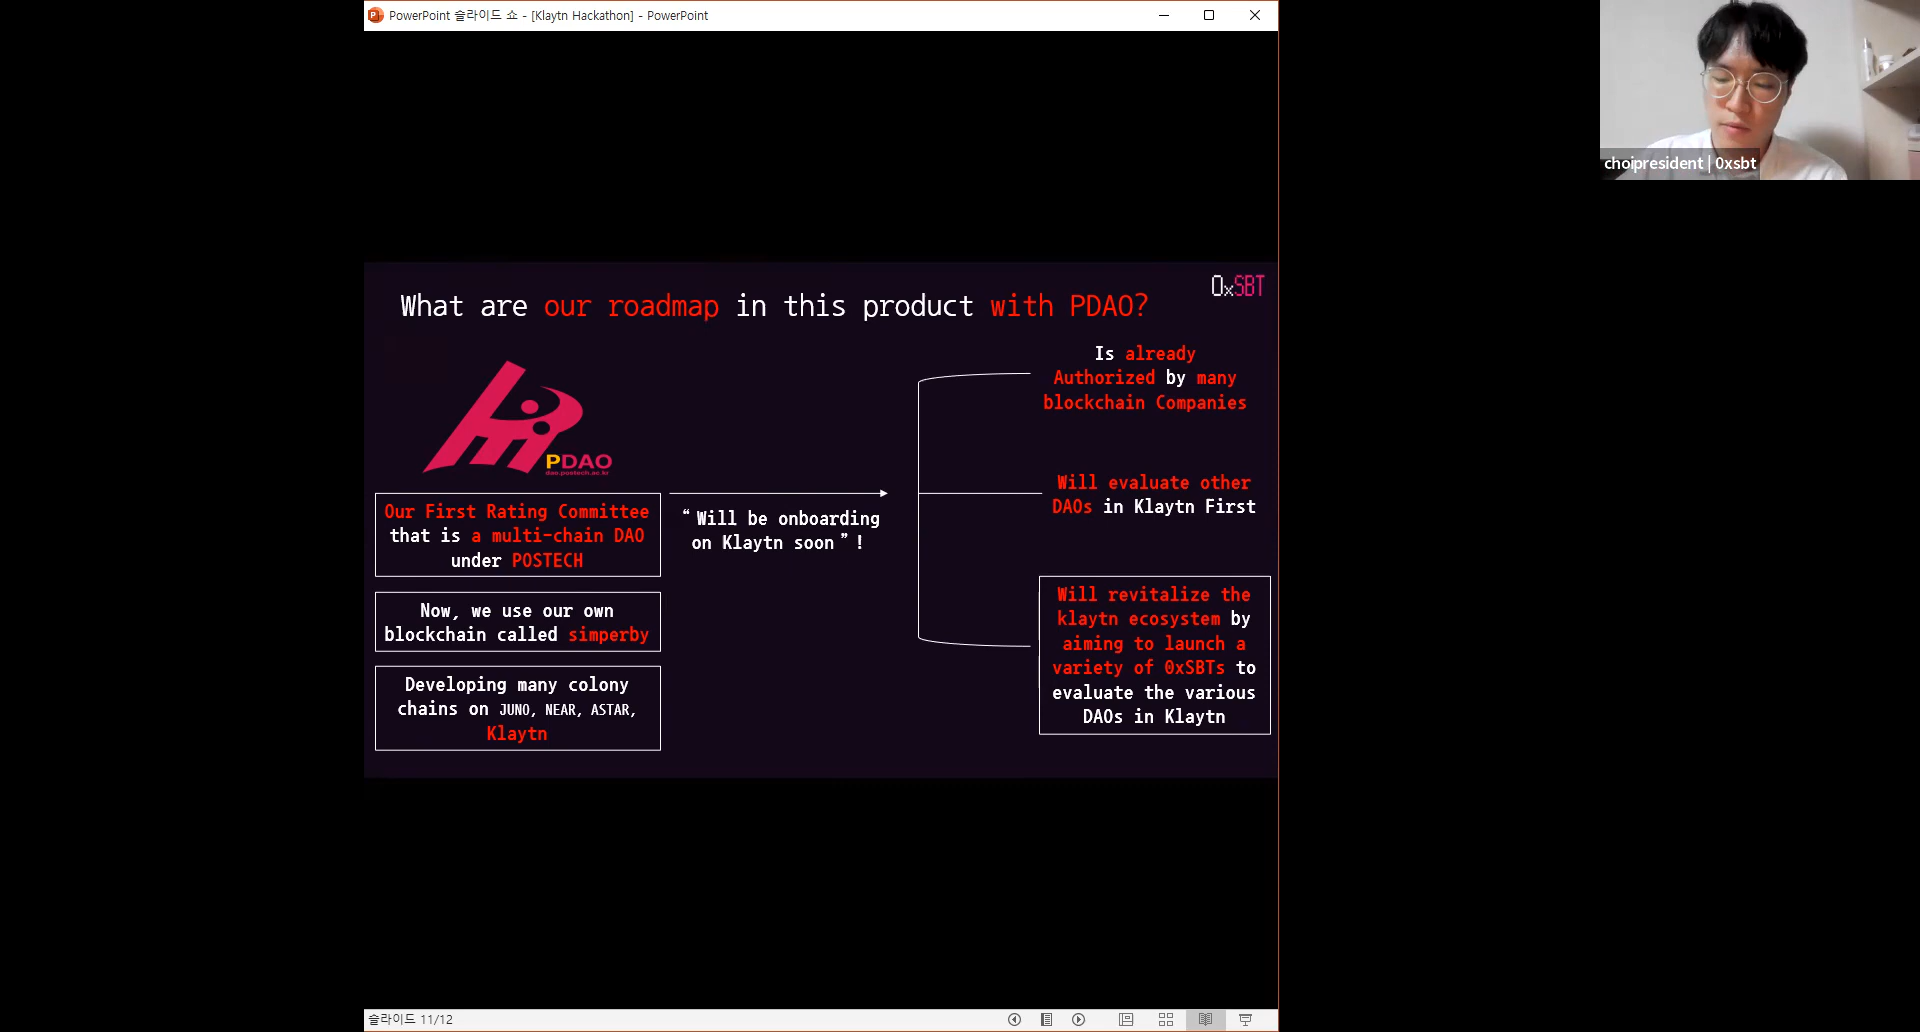 PowerPoint 슬라이드 쇼 - [Klaytn Hackathon] - PowerPoint
choipresident | 0xsbt
0xSBT
What are our roadmap in this product with PDAO?
PDAO
dao.postech.ac.kr
Our First Rating Committee
that is a multi-chain DAO
under POSTECH
Now, we use our own
blockchain called simperby
Developing many colony
chains on JUNO, NEAR, ASTAR,
Klaytn
“Will be onboarding
on Klaytn soon”!
Is already
Authorized by many
blockchain Companies
Will evaluate other
DAOs in Klaytn First
Will revitalize the
klaytn ecosystem by
aiming to launch a
variety of 0xSBTs to
evaluate the various
DAOs in Klaytn
슬라이드 11/12